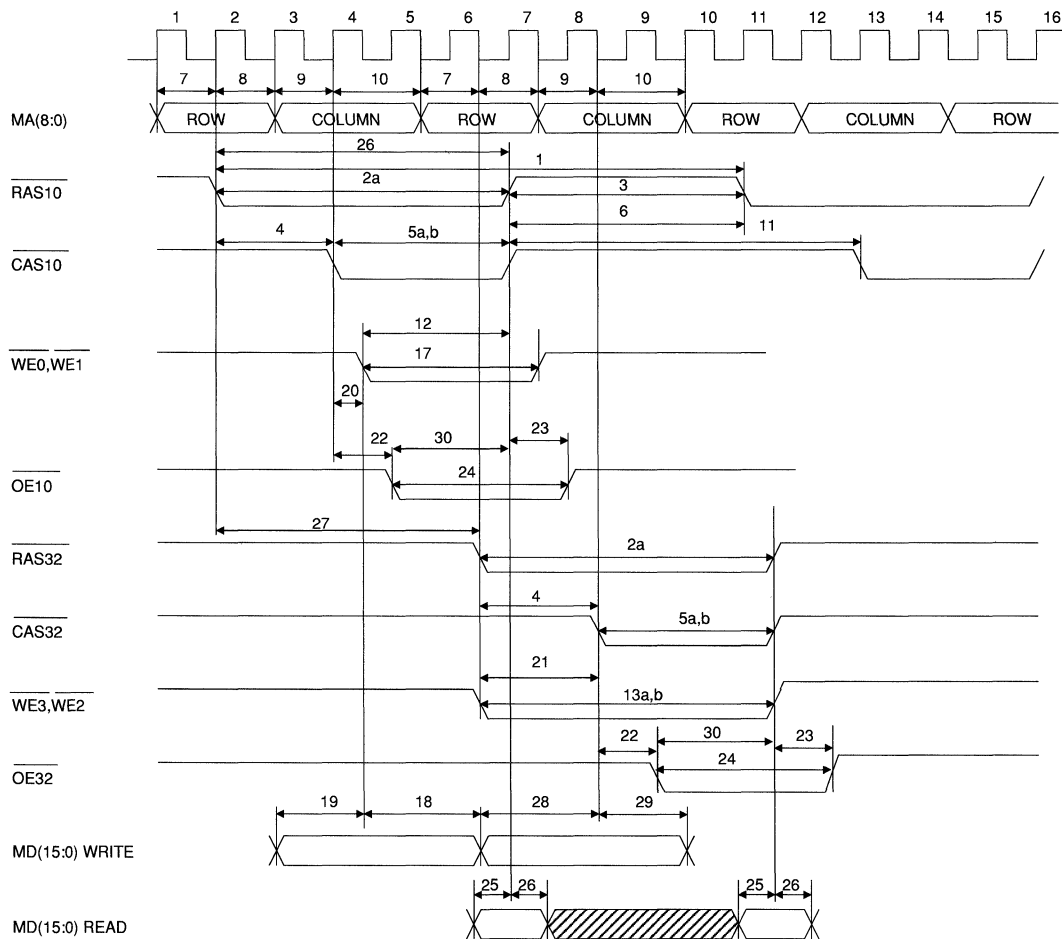 1 2 3 4 5 6 7 8 9 10 11 12 13 14 15 16
7 8 9 10 7 8 9 10
MA(8:0) ROW COLUMN ROW COLUMN ROW COLUMN ROW
26
1
RAS10 2a 3
6
4 5a,b 11
CAS10
12
WE0,WE1 17
20
22 30 23
OE10 24
27
RAS32 2a
4
CAS32 5a,b
21
WE3,WE2 13a,b
22 30 23
OE32 24
19 18 28 29
MD(15:0) WRITE
25 26 25 26
MD(15:0) READ